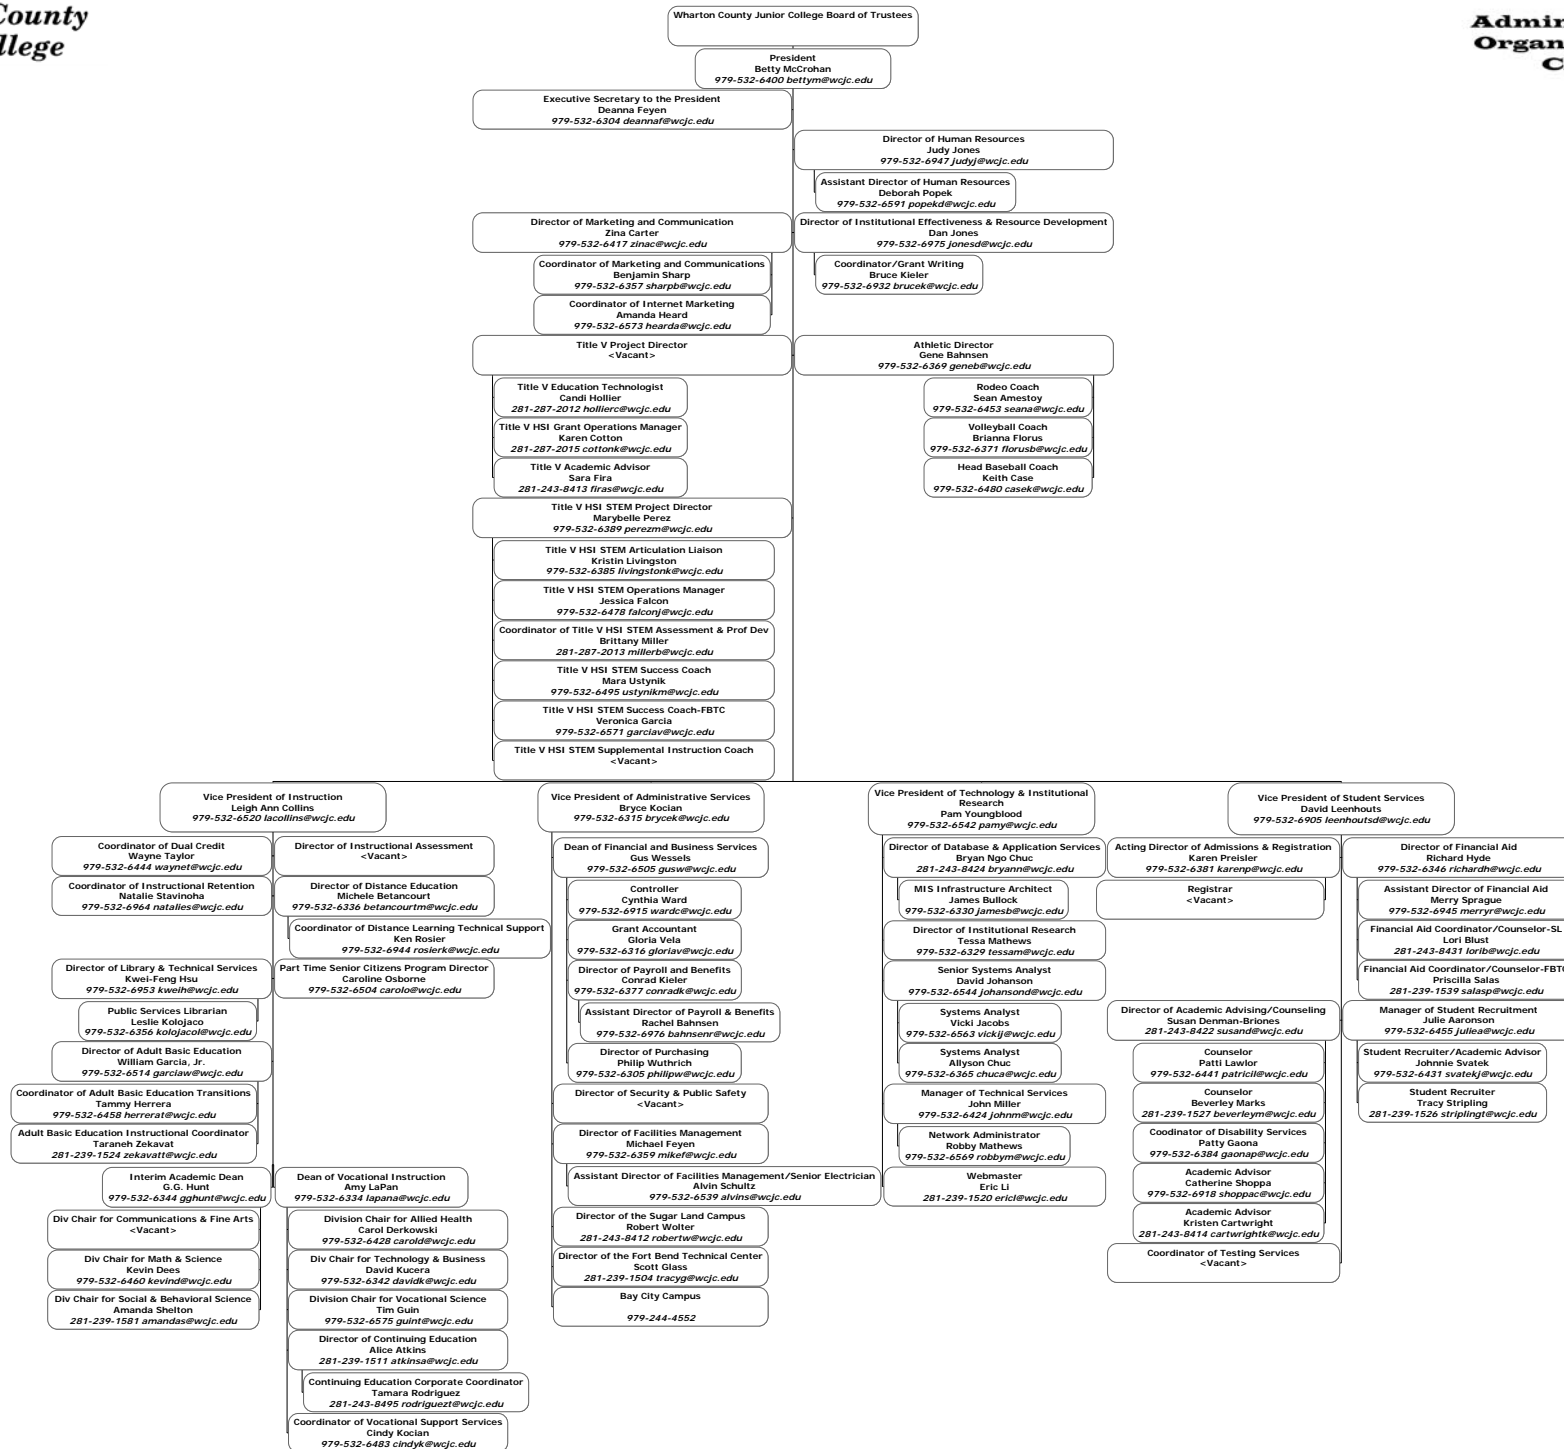 County
llege
Admin
Organ
C
Wharton County Junior College Board of Trustees
President
Betty McCrohan
979-532-6400 bettym@wcjc.edu
Executive Secretary to the President
Deanna Feyen
979-532-6304 deannaf@wcjc.edu
Director of Human Resources
Judy Jones
979-532-6947 judyj@wcjc.edu
Assistant Director of Human Resources
Deborah Popek
979-532-6591 popekd@wcjc.edu
Director of Marketing and Communication
Zina Carter
979-532-6417 zinac@wcjc.edu
Director of Institutional Effectiveness & Resource Development
Dan Jones
979-532-6975 jonesd@wcjc.edu
Coordinator of Marketing and Communications
Benjamin Sharp
979-532-6357 sharpb@wcjc.edu
Coordinator/Grant Writing
Bruce Kieler
979-532-6932 brucek@wcjc.edu
Coordinator of Internet Marketing
Amanda Heard
979-532-6573 hearda@wcjc.edu
Title V Project Director
<Vacant>
Athletic Director
Gene Bahnsen
979-532-6369 geneb@wcjc.edu
Title V Education Technologist
Candi Hollier
281-287-2012 hollierc@wcjc.edu
Rodeo Coach
Sean Amestoy
979-532-6453 seana@wcjc.edu
Title V HSI Grant Operations Manager
Karen Cotton
281-287-2015 cottonk@wcjc.edu
Volleyball Coach
Brianna Florus
979-532-6371 florusb@wcjc.edu
Title V Academic Advisor
Sara Fira
281-243-8413 firas@wcjc.edu
Head Baseball Coach
Keith Case
979-532-6480 casek@wcjc.edu
Title V HSI STEM Project Director
Marybelle Perez
979-532-6389 perezm@wcjc.edu
Title V HSI STEM Articulation Liaison
Kristin Livingston
979-532-6385 livingstonk@wcjc.edu
Title V HSI STEM Operations Manager
Jessica Falcon
979-532-6478 falconj@wcjc.edu
Coordinator of Title V HSI STEM Assessment & Prof Dev
Brittany Miller
281-287-2013 millerb@wcjc.edu
Title V HSI STEM Success Coach
Mara Ustynik
979-532-6495 ustynikm@wcjc.edu
Title V HSI STEM Success Coach-FBTC
Veronica Garcia
979-532-6571 garciav@wcjc.edu
Title V HSI STEM Supplemental Instruction Coach
<Vacant>
Vice President of Instruction
Leigh Ann Collins
979-532-6520 lacollins@wcjc.edu
Coordinator of Dual Credit
Wayne Taylor
979-532-6444 waynet@wcjc.edu
Director of Instructional Assessment
<Vacant>
Coordinator of Instructional Retention
Natalie Stavinoha
979-532-6964 natalies@wcjc.edu
Director of Distance Education
Michele Betancourt
979-532-6336 betancourtm@wcjc.edu
Coordinator of Distance Learning Technical Support
Ken Rosier
979-532-6944 rosierk@wcjc.edu
Director of Library & Technical Services
Kwei-Feng Hsu
979-532-6953 kweih@wcjc.edu
Part Time Senior Citizens Program Director
Caroline Osborne
979-532-6504 carolo@wcjc.edu
Public Services Librarian
Leslie Kolojaco
979-532-6356 kolojacol@wcjc.edu
Director of Adult Basic Education
William Garcia, Jr.
979-532-6514 garciaw@wcjc.edu
Coordinator of Adult Basic Education Transitions
Tammy Herrera
979-532-6458 herrerat@wcjc.edu
Adult Basic Education Instructional Coordinator
Taraneh Zekavat
281-239-1524 zekavatt@wcjc.edu
Interim Academic Dean
G.G. Hunt
979-532-6344 gghunt@wcjc.edu
Dean of Vocational Instruction
Amy LaPan
979-532-6334 lapana@wcjc.edu
Div Chair for Communications & Fine Arts
<Vacant>
Div Chair for Math & Science
Kevin Dees
979-532-6460 kevind@wcjc.edu
Div Chair for Social & Behavioral Science
Amanda Shelton
281-239-1581 amandas@wcjc.edu
Division Chair for Allied Health
Carol Derkowski
979-532-6428 carold@wcjc.edu
Div Chair for Technology & Business
David Kucera
979-532-6342 davidk@wcjc.edu
Division Chair for Vocational Science
Tim Guin
979-532-6575 guint@wcjc.edu
Director of Continuing Education
Alice Atkins
281-239-1511 atkinsa@wcjc.edu
Continuing Education Corporate Coordinator
Tamara Rodriguez
281-243-8495 rodriguezt@wcjc.edu
Coordinator of Vocational Support Services
Cindy Kocian
979-532-6483 cindyk@wcjc.edu
Vice President of Administrative Services
Bryce Kocian
979-532-6315 brycek@wcjc.edu
Dean of Financial and Business Services
Gus Wessels
979-532-6505 gusw@wcjc.edu
Controller
Cynthia Ward
979-532-6915 wardc@wcjc.edu
Grant Accountant
Gloria Vela
979-532-6316 gloriav@wcjc.edu
Director of Payroll and Benefits
Conrad Kieler
979-532-6377 conradk@wcjc.edu
Assistant Director of Payroll & Benefits
Rachel Bahnsen
979-532-6976 bahnsenr@wcjc.edu
Director of Purchasing
Philip Wuthrich
979-532-6305 philipw@wcjc.edu
Director of Security & Public Safety
<Vacant>
Director of Facilities Management
Michael Feyen
979-532-6359 mikef@wcjc.edu
Assistant Director of Facilities Management/Senior Electrician
Alvin Schultz
979-532-6539 alvins@wcjc.edu
Director of the Sugar Land Campus
Robert Wolter
281-243-8412 robertw@wcjc.edu
Director of the Fort Bend Technical Center
Scott Glass
281-239-1504 tracyg@wcjc.edu
Bay City Campus
979-244-4552
Vice President of Technology & Institutional
Research
Pam Youngblood
979-532-6542 pamy@wcjc.edu
Director of Database & Application Services
Bryan Ngo Chuc
281-243-8424 bryann@wcjc.edu
MIS Infrastructure Architect
James Bullock
979-532-6330 jamesb@wcjc.edu
Director of Institutional Research
Tessa Mathews
979-532-6329 tessam@wcjc.edu
Senior Systems Analyst
David Johanson
979-532-6544 johansond@wcjc.edu
Systems Analyst
Vicki Jacobs
979-532-6563 vickij@wcjc.edu
Systems Analyst
Allyson Chuc
979-532-6365 chuca@wcjc.edu
Manager of Technical Services
John Miller
979-532-6424 johnm@wcjc.edu
Network Administrator
Robby Mathews
979-532-6569 robbym@wcjc.edu
Webmaster
Eric Li
281-239-1520 ericl@wcjc.edu
Vice President of Student Services
David Leenhouts
979-532-6905 leenhoutsd@wcjc.edu
Acting Director of Admissions & Registration
Karen Preisler
979-532-6381 karenp@wcjc.edu
Registrar
<Vacant>
Director of Financial Aid
Richard Hyde
979-532-6346 richardh@wcjc.edu
Assistant Director of Financial Aid
Merry Sprague
979-532-6945 merryr@wcjc.edu
Financial Aid Coordinator/Counselor-SL
Lori Blust
281-243-8431 lorib@wcjc.edu
Financial Aid Coordinator/Counselor-FBTC
Priscilla Salas
281-239-1539 salasp@wcjc.edu
Director of Academic Advising/Counseling
Susan Denman-Briones
281-243-8422 susand@wcjc.edu
Manager of Student Recruitment
Julie Aaronson
979-532-6455 juliea@wcjc.edu
Counselor
Patti Lawlor
979-532-6441 patricil@wcjc.edu
Student Recruiter/Academic Advisor
Johnnie Svatek
979-532-6431 svatekj@wcjc.edu
Counselor
Beverley Marks
281-239-1527 beverleym@wcjc.edu
Student Recruiter
Tracy Stripling
281-239-1526 striplingt@wcjc.edu
Coodinator of Disability Services
Patty Gaona
979-532-6384 gaonap@wcjc.edu
Academic Advisor
Catherine Shoppa
979-532-6918 shoppac@wcjc.edu
Academic Advisor
Kristen Cartwright
281-243-8414 cartwrightk@wcjc.edu
Coordinator of Testing Services
<Vacant>